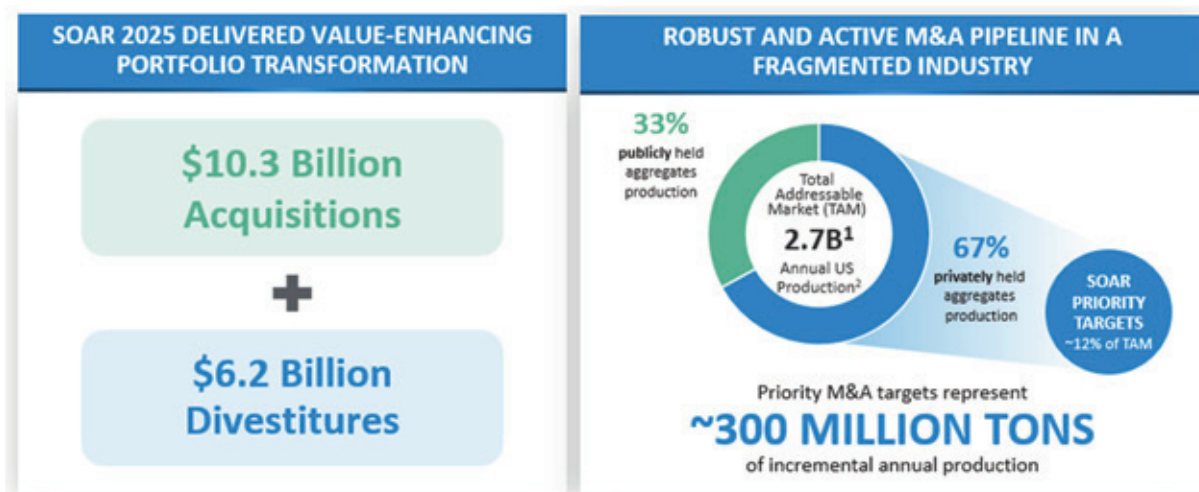 SOAR 2025 DELIVERED VALUE-ENHANCING
PORTFOLIO TRANSFORMATION
$10.3 Billion
Acquisitions
+
$6.2 Billion
Divestitures
ROBUST AND ACTIVE M&A PIPELINE IN A
FRAGMENTED INDUSTRY
33%
publicly held
aggregates
production
Total
Addressable
Market (TAM)
2.7B¹
Annual US
Production²
67%
privately held
aggregates
production
SOAR
PRIORITY
TARGETS
~12% of TAM
Priority M&A targets represent
~300 MILLION TONS
of incremental annual production